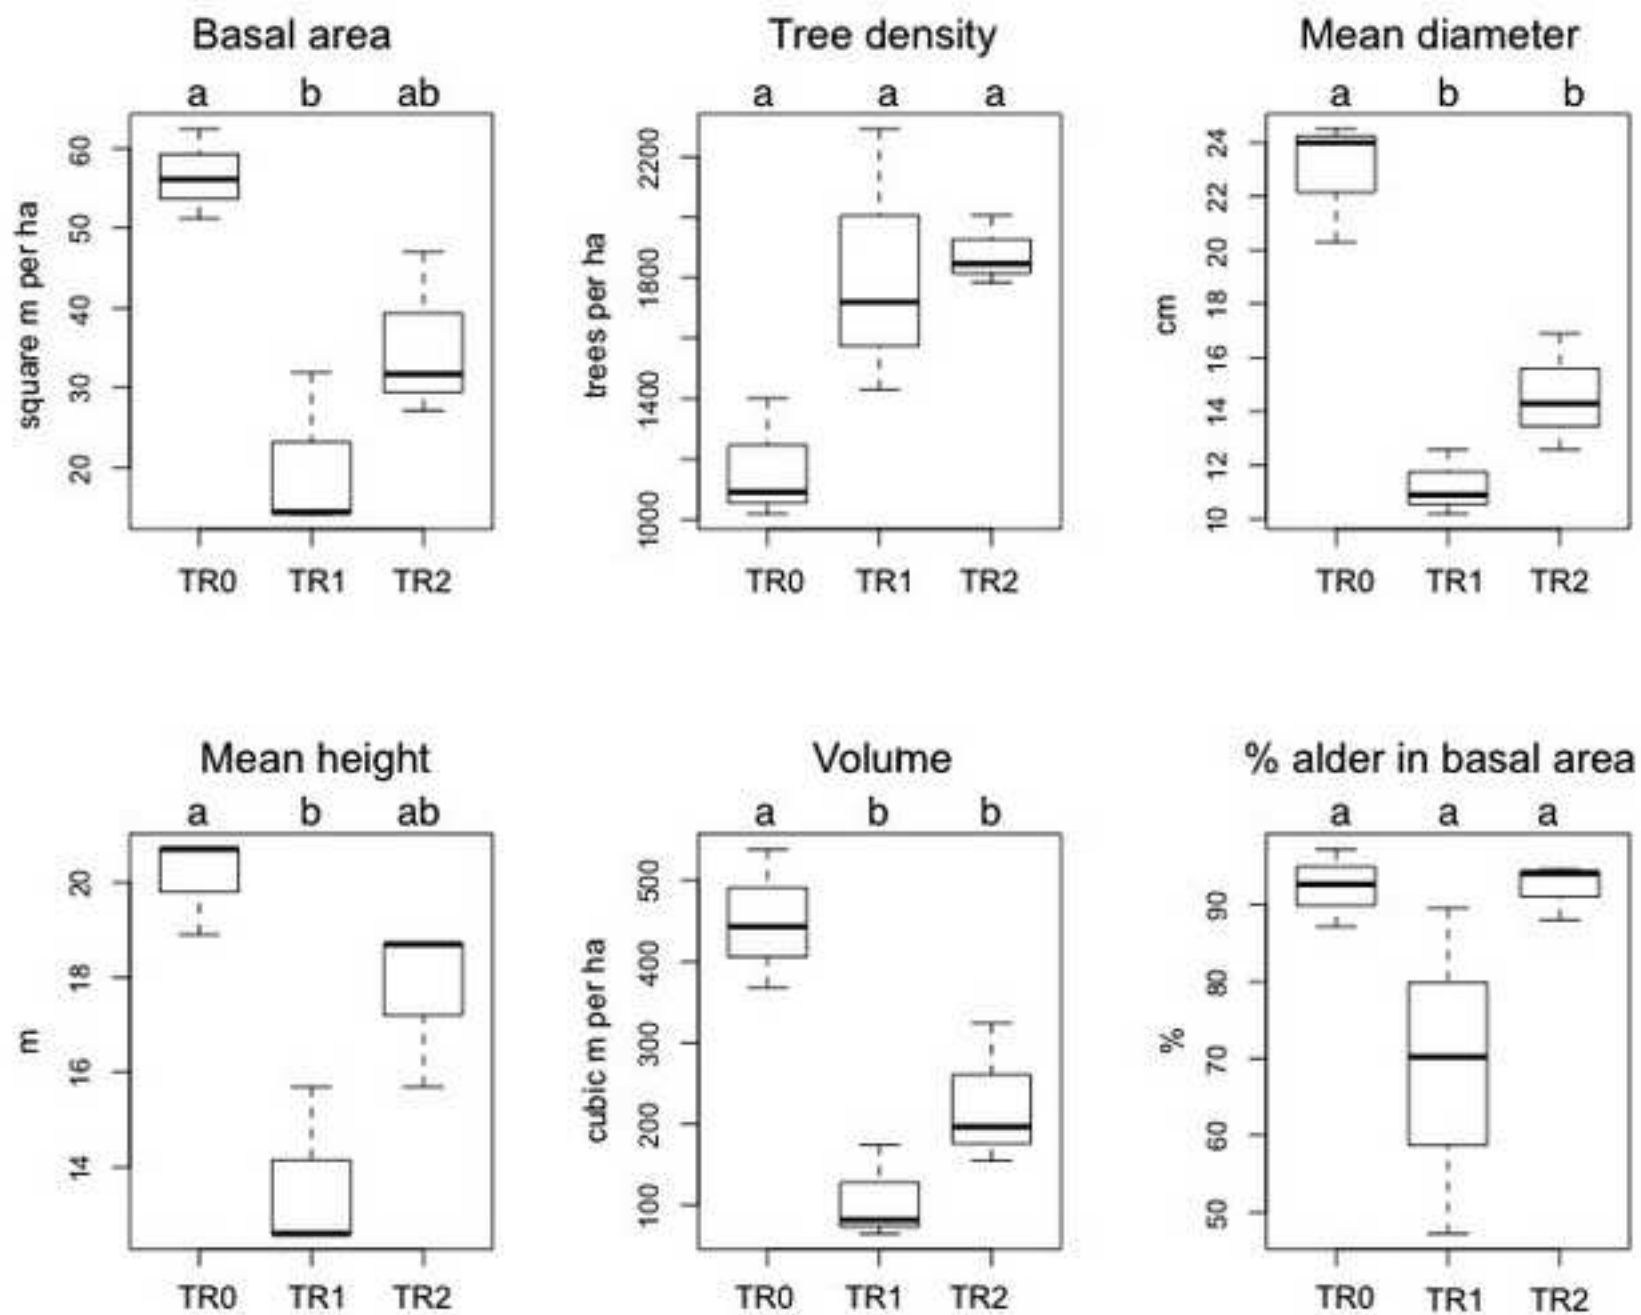 Basal area
a b ab
square m per ha
60
50
40
30
20
TR0 TR1 TR2
Tree density
a a a
trees per ha
2200
1800
1400
1000
TR0 TR1 TR2
Mean diameter
a b b
cm
24
22
20
18
16
14
12
10
TR0 TR1 TR2
Mean height
a b ab
m
20
18
16
14
TR0 TR1 TR2
Volume
a b b
cubic m per ha
500
400
300
200
100
TR0 TR1 TR2
% alder in basal area
a a a
%
90
80
70
60
50
TR0 TR1 TR2